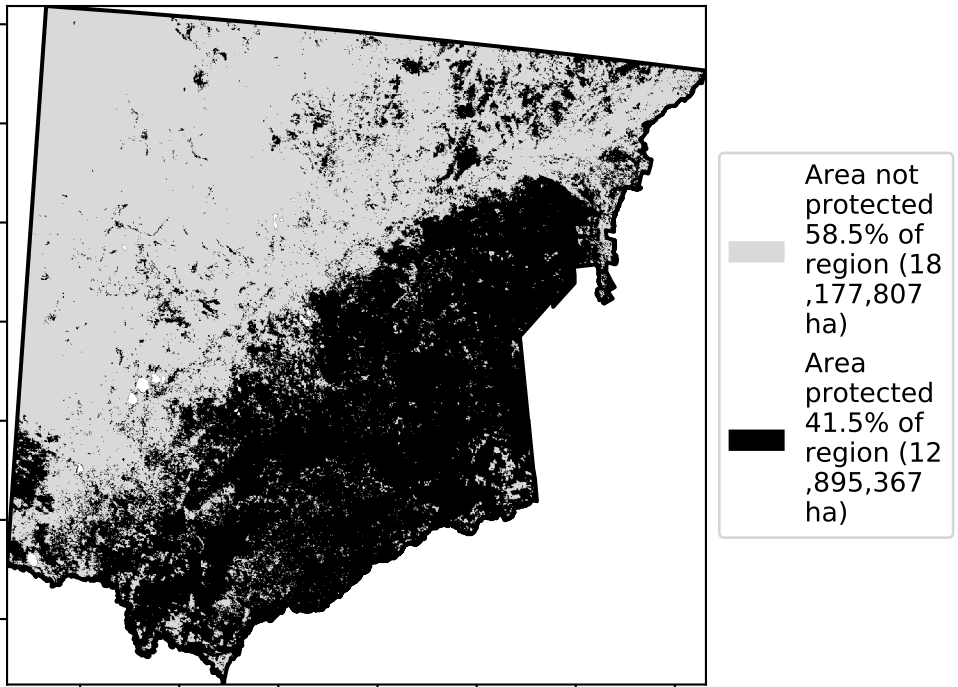 Area not
protected
58.5% of
region (18
,177,807
ha)
Area
protected
41.5% of
region (12
,895,367
ha)